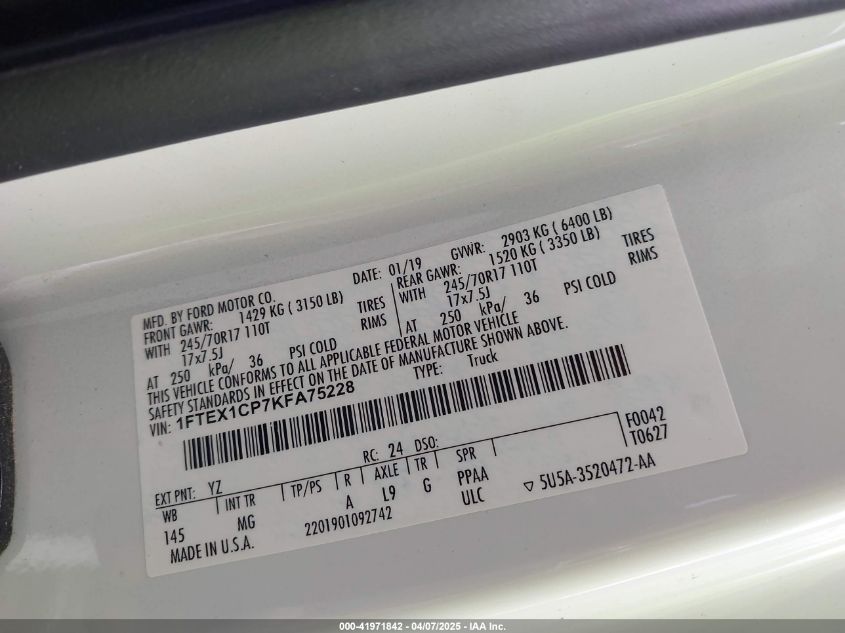 MFD. BY FORD MOTOR CO.
DATE: 01/19 GVWR: 2903 KG ( 6400 LB)
FRONT GAWR: 1429 KG ( 3150 LB) REAR GAWR: 1520 KG ( 3350 LB)
WITH 245/70R17 110T TIRES WITH 245/70R17 110T TIRES
17x7.5J RIMS 17x7.5J RIMS
AT 250 kPa/ 36 PSI COLD AT 250 kPa/ 36 PSI COLD
THIS VEHICLE CONFORMS TO ALL APPLICABLE FEDERAL MOTOR VEHICLE
SAFETY STANDARDS IN EFFECT ON THE DATE OF MANUFACTURE SHOWN ABOVE.
VIN: 1FTEX1CP7KFA75228 TYPE: Truck
F0042
T0627
EXT PNT: YZ RC: 24 DSO:
WB INT TR TP/PS R AXLE TR SPR
145 MG A L9 G PPAA
ULC
MADE IN U.S.A. 2201901092742 ▽ 5U5A-3520472-AA
000-41971842 - 04/07/2025 - IAA Inc.